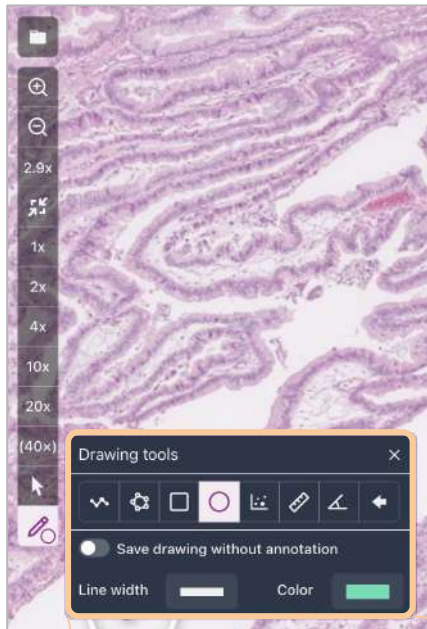 2.9x
1x
2x
4x
10x
20x
(40x)
Drawing tools
Save drawing without annotation
Line width
Color